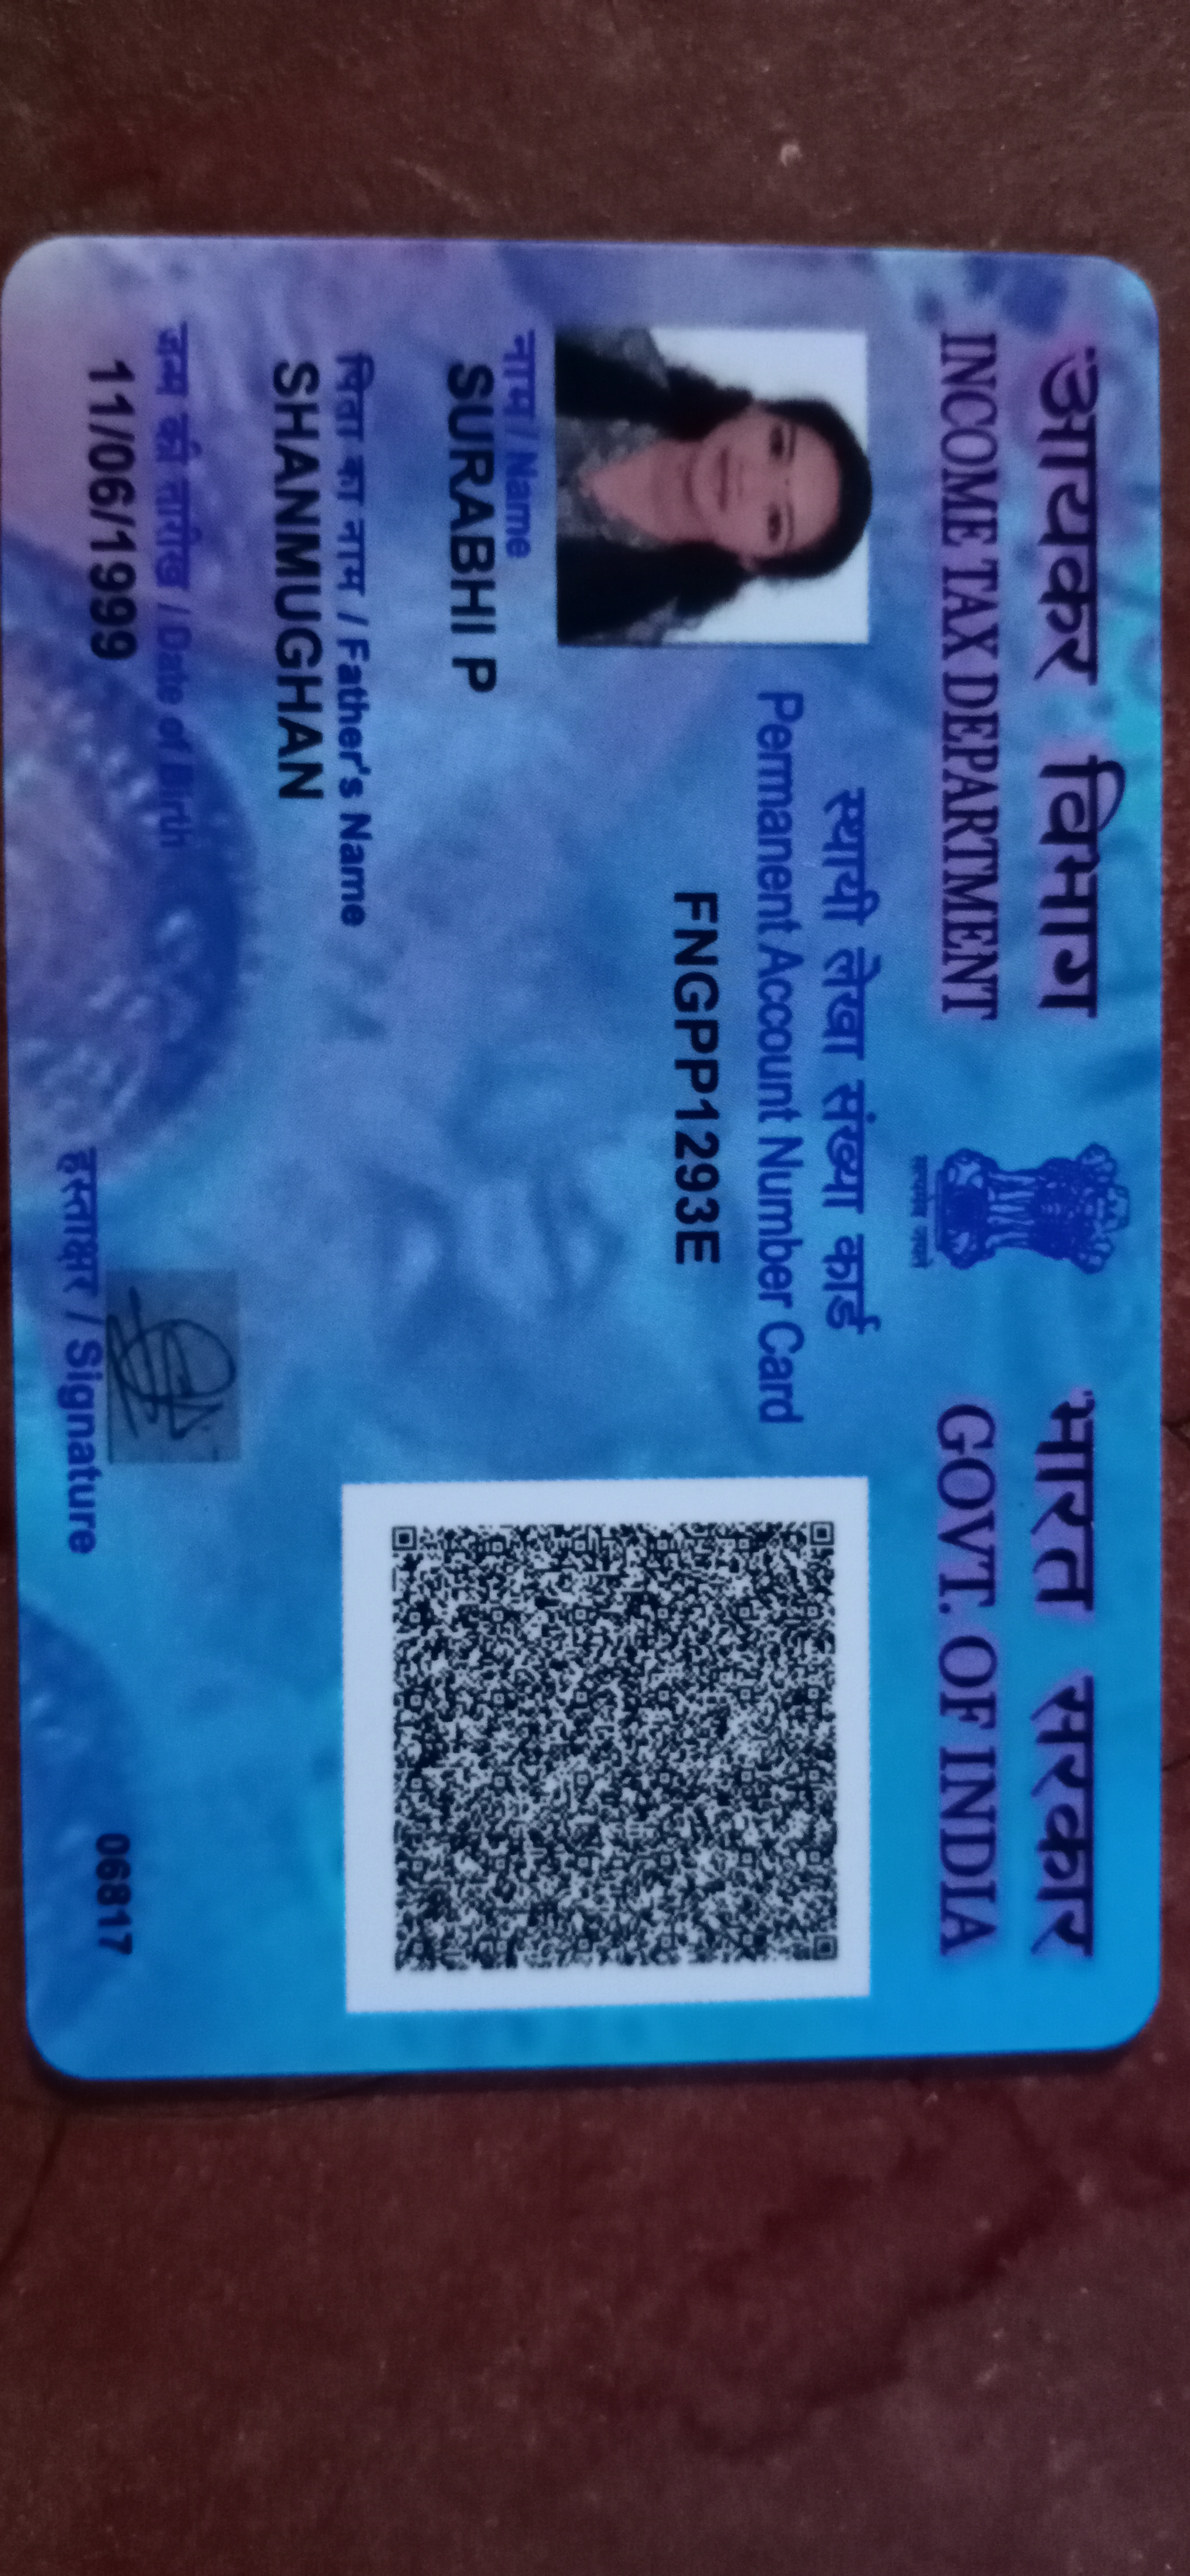 आयकर विभाग
INCOME TAX DEPARTMENT
सत्यमेव जयते
भारत सरकार
GOVT. OF INDIA
स्थायी लेखा संख्या कार्ड
Permanent Account Number Card
FNGPP1293E
नाम / Name
SURABHI P
पिता का नाम / Father's Name
SHANMUGHAN
जन्म की तारीख / Date of Birth
11/06/1999
हस्ताक्षर / Signature
06817